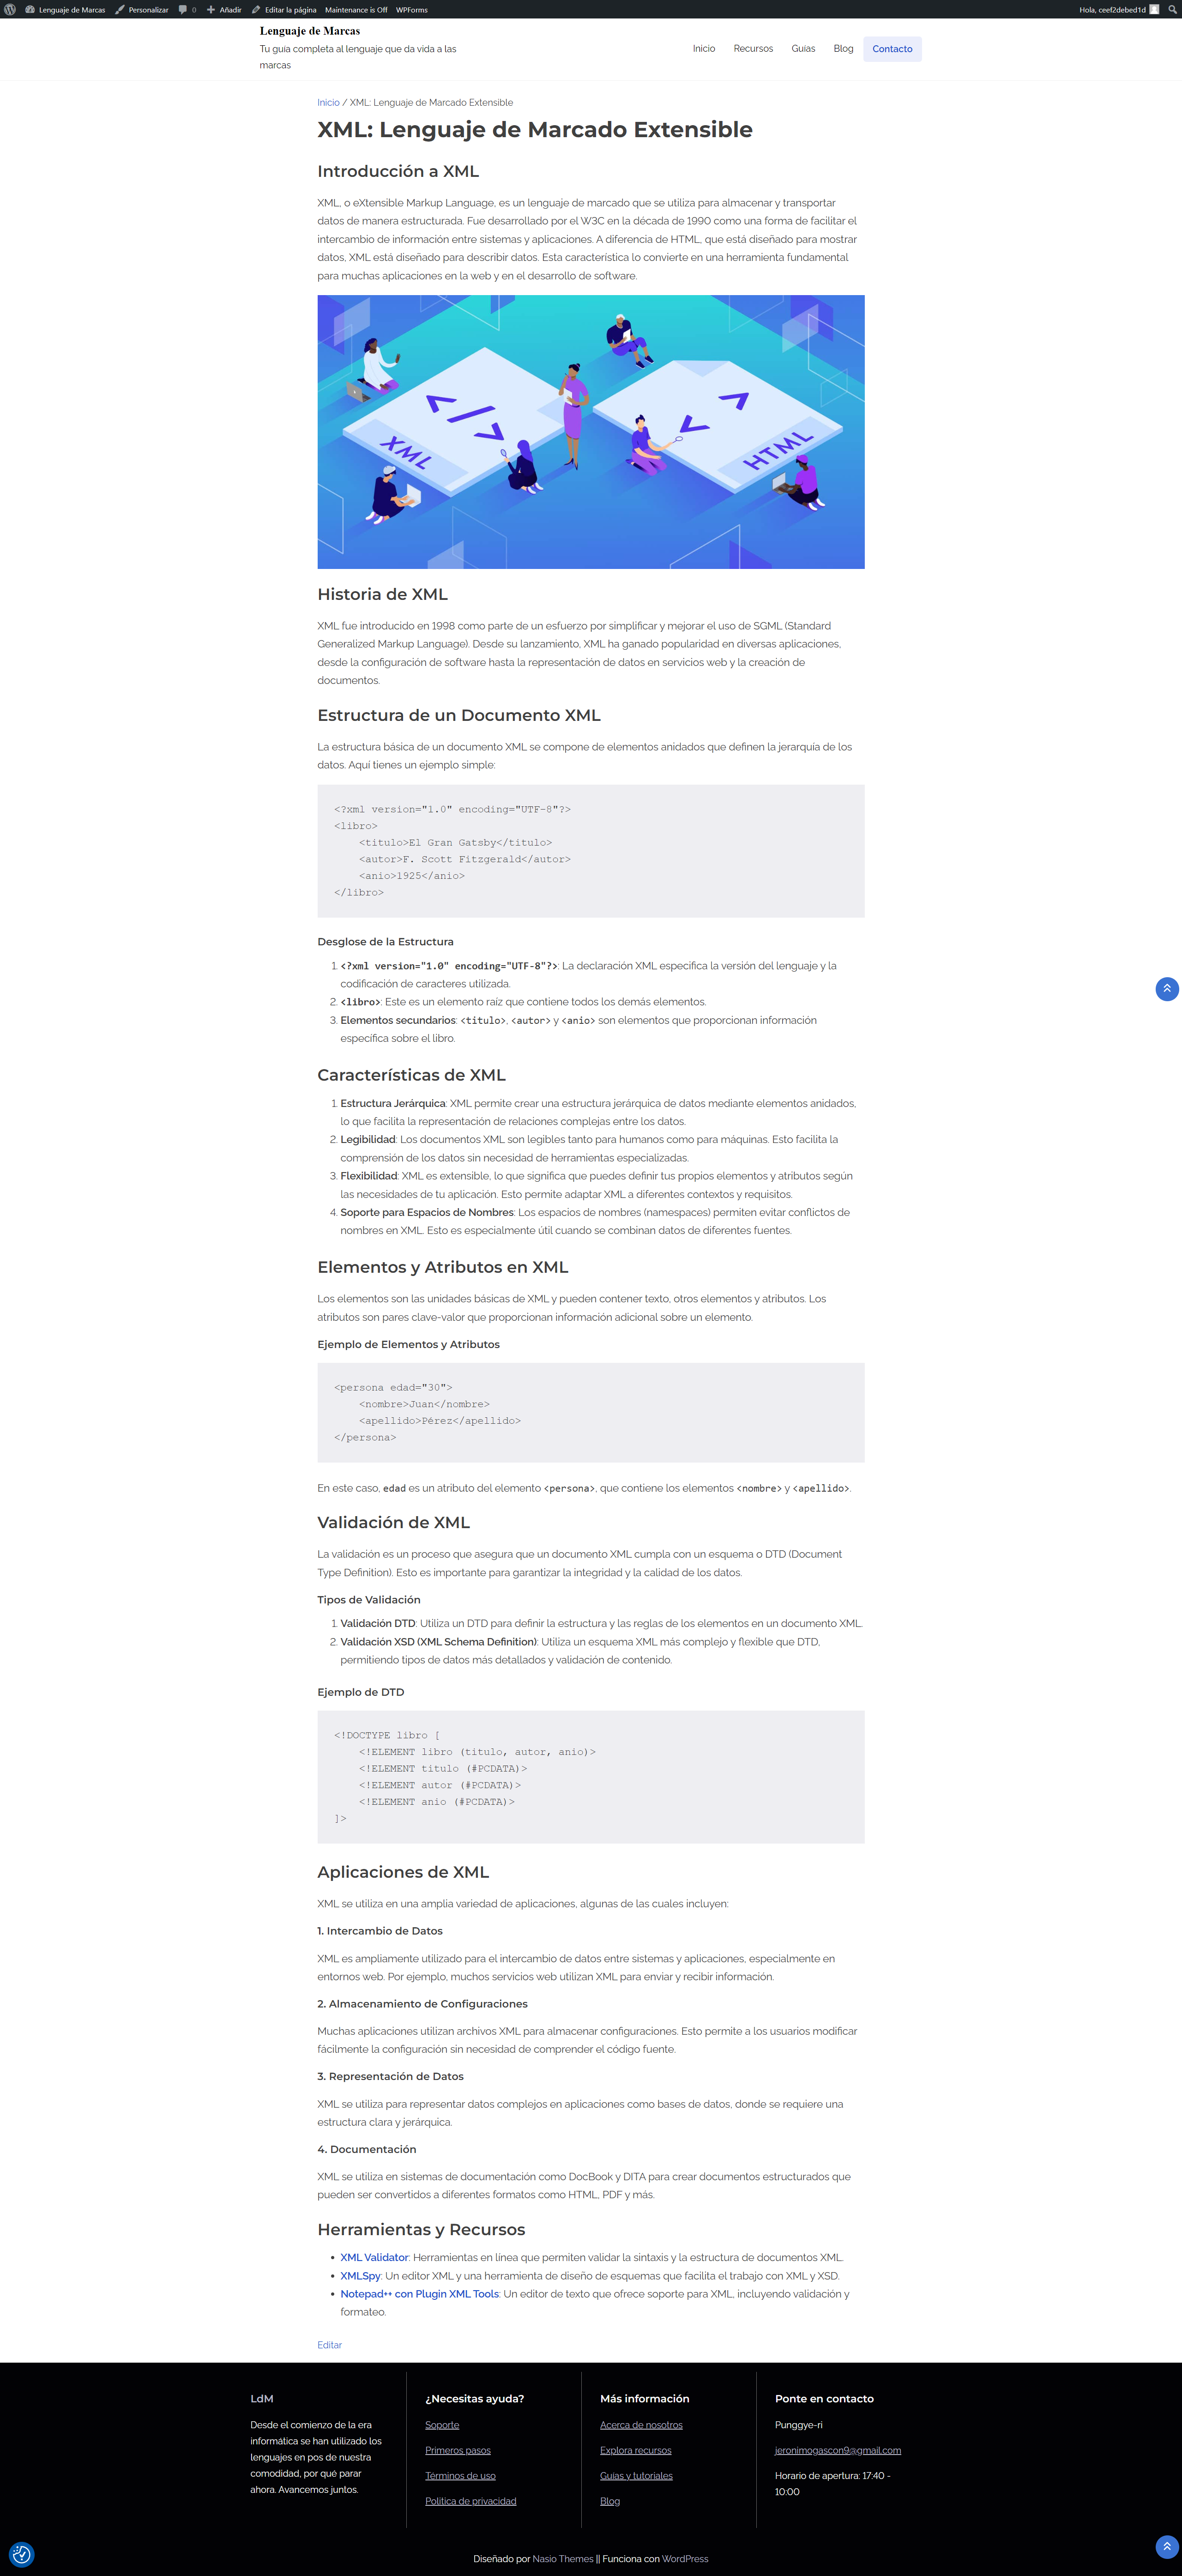 Lenguaje de Marcas
Personalizar
0
Añadir
Editar la página
Maintenance is Off
WPForms
Hola, ceef2debed1d
Lenguaje de Marcas
Tu guía completa al lenguaje que da vida a las
marcas
Inicio
Recursos
Guías
Blog
Contacto
Inicio / XML: Lenguaje de Marcado Extensible
XML: Lenguaje de Marcado Extensible
Introducción a XML
XML, o eXtensible Markup Language, es un lenguaje de marcado que se utiliza para almacenar y transportar
datos de manera estructurada. Fue desarrollado por el W3C en la década de 1990 como una forma de facilitar el
intercambio de información entre sistemas y aplicaciones. A diferencia de HTML, que está diseñado para mostrar
datos, XML está diseñado para describir datos. Esta característica lo convierte en una herramienta fundamental
para muchas aplicaciones en la web y en el desarrollo de software.
</>
XML
< >
HTML
Historia de XML
XML fue introducido en 1998 como parte de un esfuerzo por simplificar y mejorar el uso de SGML (Standard
Generalized Markup Language). Desde su lanzamiento, XML ha ganado popularidad en diversas aplicaciones,
desde la configuración de software hasta la representación de datos en servicios web y la creación de
documentos.
Estructura de un Documento XML
La estructura básica de un documento XML se compone de elementos anidados que definen la jerarquía de los
datos. Aquí tienes un ejemplo simple:
<?xml version="1.0" encoding="UTF-8"?>
<libro>
    <titulo>El Gran Gatsby</titulo>
    <autor>F. Scott Fitzgerald</autor>
    <anio>1925</anio>
</libro>
Desglose de la Estructura
1. <?xml version="1.0" encoding="UTF-8"?>: La declaración XML especifica la versión del lenguaje y la
codificación de caracteres utilizada.
2. <libro>: Este es un elemento raíz que contiene todos los demás elementos.
3. Elementos secundarios: <titulo>, <autor> y <anio> son elementos que proporcionan información
específica sobre el libro.
Características de XML
1. Estructura Jerárquica: XML permite crear una estructura jerárquica de datos mediante elementos anidados,
lo que facilita la representación de relaciones complejas entre los datos.
2. Legibilidad: Los documentos XML son legibles tanto para humanos como para máquinas. Esto facilita la
comprensión de los datos sin necesidad de herramientas especializadas.
3. Flexibilidad: XML es extensible, lo que significa que puedes definir tus propios elementos y atributos según
las necesidades de tu aplicación. Esto permite adaptar XML a diferentes contextos y requisitos.
4. Soporte para Espacios de Nombres: Los espacios de nombres (namespaces) permiten evitar conflictos de
nombres en XML. Esto es especialmente útil cuando se combinan datos de diferentes fuentes.
Elementos y Atributos en XML
Los elementos son las unidades básicas de XML y pueden contener texto, otros elementos y atributos. Los
atributos son pares clave-valor que proporcionan información adicional sobre un elemento.
Ejemplo de Elementos y Atributos
<persona edad="30">
    <nombre>Juan</nombre>
    <apellido>Pérez</apellido>
</persona>
En este caso, edad es un atributo del elemento <persona>, que contiene los elementos <nombre> y <apellido>.
Validación de XML
La validación es un proceso que asegura que un documento XML cumpla con un esquema o DTD (Document
Type Definition). Esto es importante para garantizar la integridad y la calidad de los datos.
Tipos de Validación
1. Validación DTD: Utiliza un DTD para definir la estructura y las reglas de los elementos en un documento XML.
2. Validación XSD (XML Schema Definition): Utiliza un esquema XML más complejo y flexible que DTD,
permitiendo tipos de datos más detallados y validación de contenido.
Ejemplo de DTD
<!DOCTYPE libro [
    <!ELEMENT libro (titulo, autor, anio)>
    <!ELEMENT titulo (#PCDATA)>
    <!ELEMENT autor (#PCDATA)>
    <!ELEMENT anio (#PCDATA)>
]>
Aplicaciones de XML
XML se utiliza en una amplia variedad de aplicaciones, algunas de las cuales incluyen:
1. Intercambio de Datos
XML es ampliamente utilizado para el intercambio de datos entre sistemas y aplicaciones, especialmente en
entornos web. Por ejemplo, muchos servicios web utilizan XML para enviar y recibir información.
2. Almacenamiento de Configuraciones
Muchas aplicaciones utilizan archivos XML para almacenar configuraciones. Esto permite a los usuarios modificar
fácilmente la configuración sin necesidad de comprender el código fuente.
3. Representación de Datos
XML se utiliza para representar datos complejos en aplicaciones como bases de datos, donde se requiere una
estructura clara y jerárquica.
4. Documentación
XML se utiliza en sistemas de documentación como DocBook y DITA para crear documentos estructurados que
pueden ser convertidos a diferentes formatos como HTML, PDF y más.
Herramientas y Recursos
• XML Validator: Herramientas en línea que permiten validar la sintaxis y la estructura de documentos XML.
• XMLSpy: Un editor XML y una herramienta de diseño de esquemas que facilita el trabajo con XML y XSD.
• Notepad++ con Plugin XML Tools: Un editor de texto que ofrece soporte para XML, incluyendo validación y
formateo.
Editar
LdM
Desde el comienzo de la era
informática se han utilizado los
lenguajes en pos de nuestra
comodidad, por qué parar
ahora. Avancemos juntos.
¿Necesitas ayuda?
Soporte
Primeros pasos
Términos de uso
Política de privacidad
Más información
Acerca de nosotros
Explora recursos
Guías y tutoriales
Blog
Ponte en contacto
Punggye-ri
jeronimogascon9@gmail.com
Horario de apertura: 17:40 -
10:00
Diseñado por Nasio Themes || Funciona con WordPress